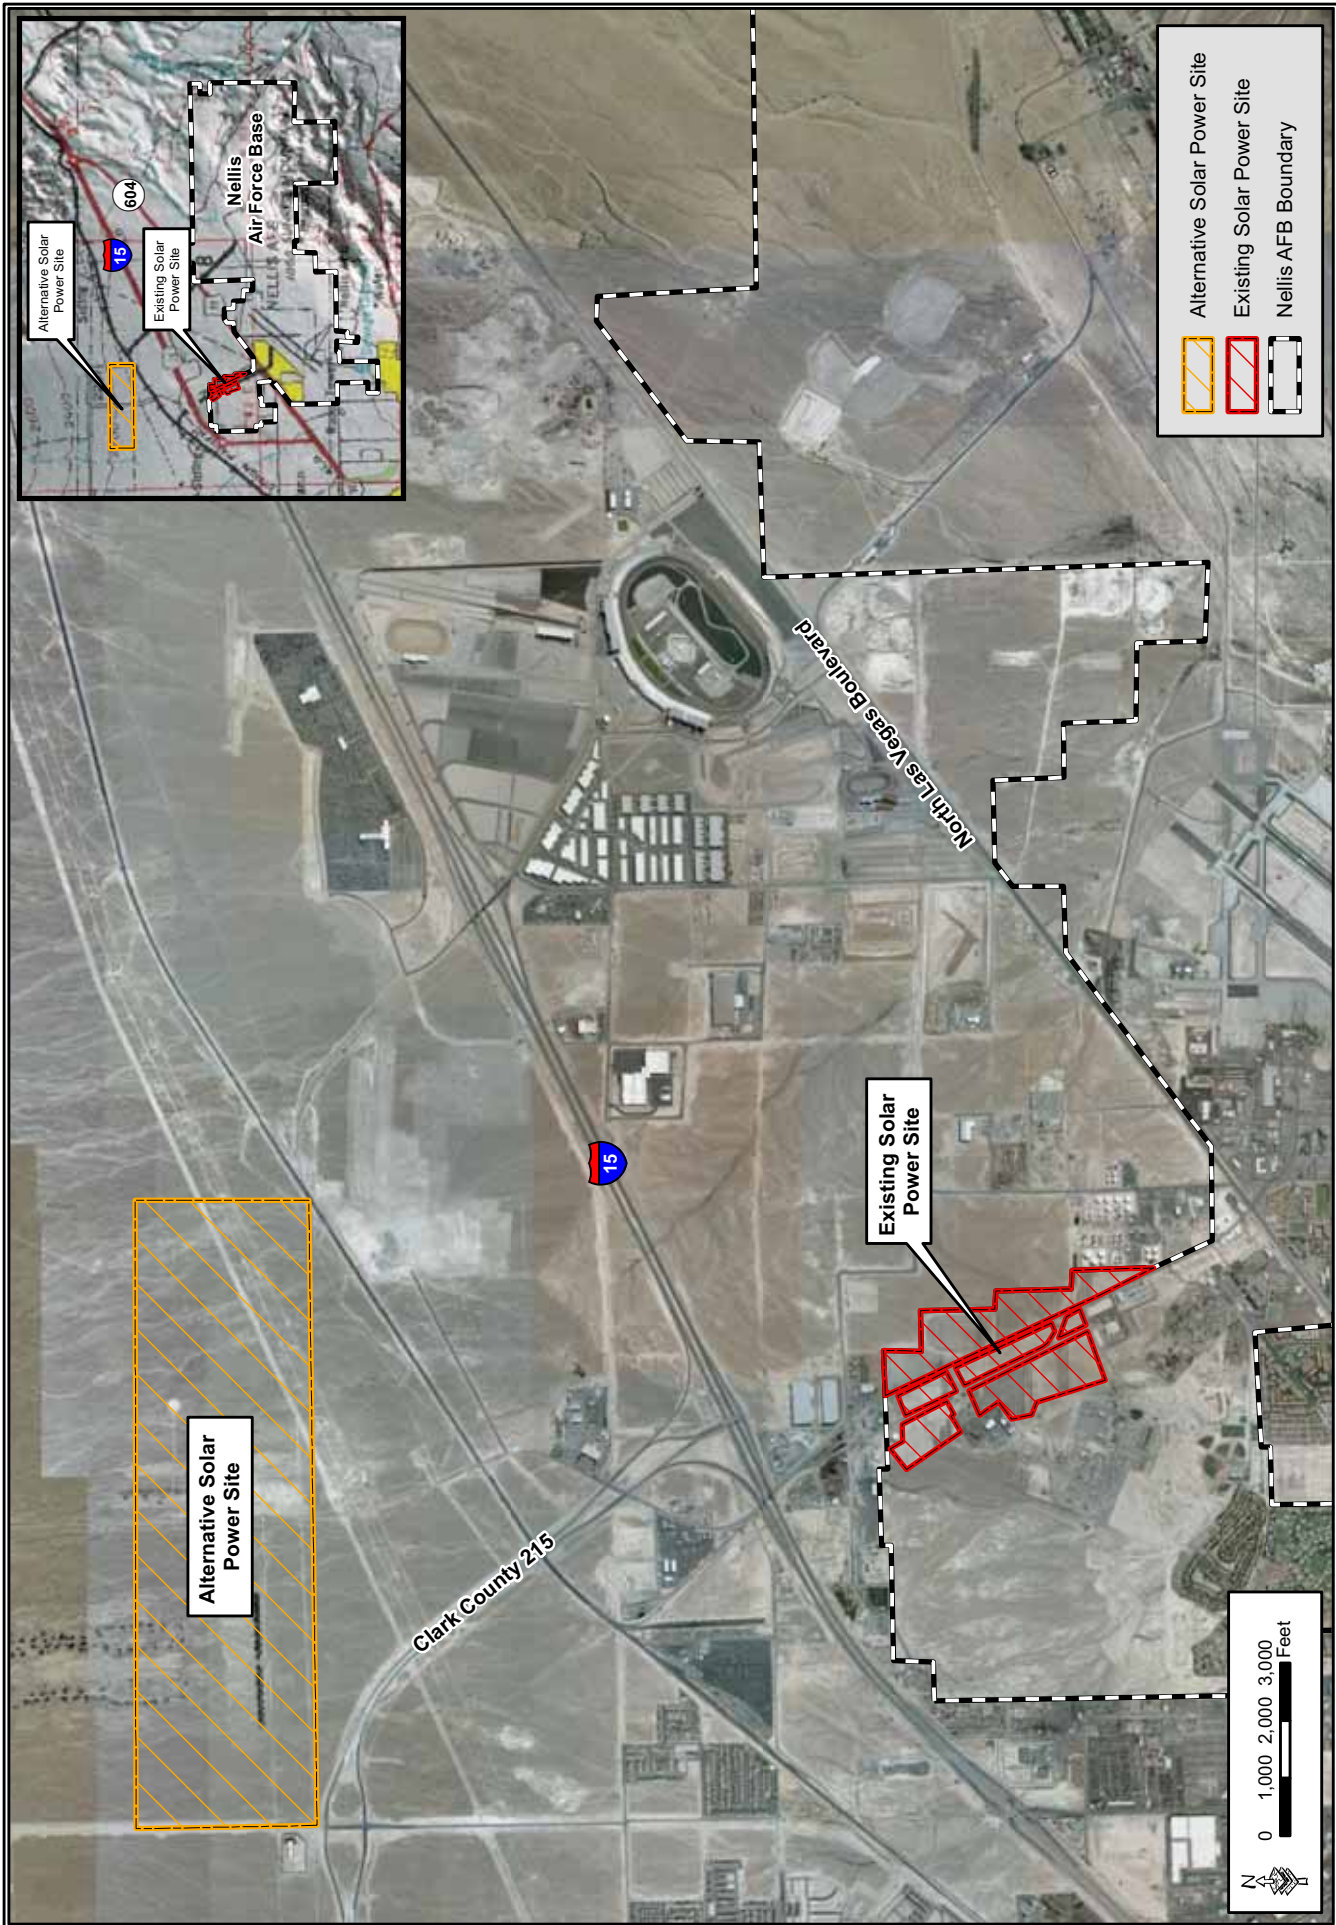 Alternative Solar
Power Site
15
604
Existing Solar
Power Site
Nellis
Air Force Base
Alternative Solar
Power Site
Clark County 215
15
North Las Vegas Boulevard
Existing Solar
Power Site
N
0 1,000 2,000 3,000
Feet
Alternative Solar Power Site
Existing Solar Power Site
Nellis AFB Boundary